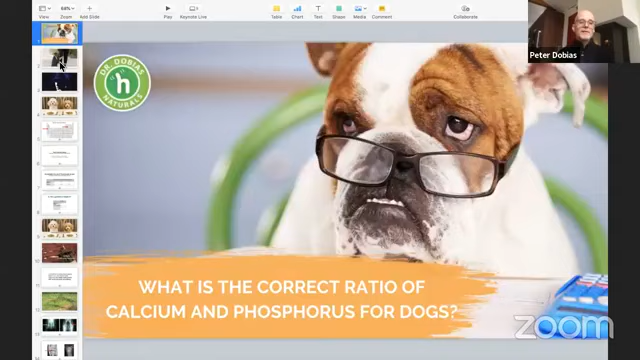 View
Zoom
Add Slide
Play
Keynote Live
Table
Chart
Text
Shape
Media
Comment
Collaborate
Peter Dobias
DR. DOBIAS
h
NATURALS
WHAT IS THE CORRECT RATIO OF
CALCIUM AND PHOSPHORUS FOR DOGS?
zoom